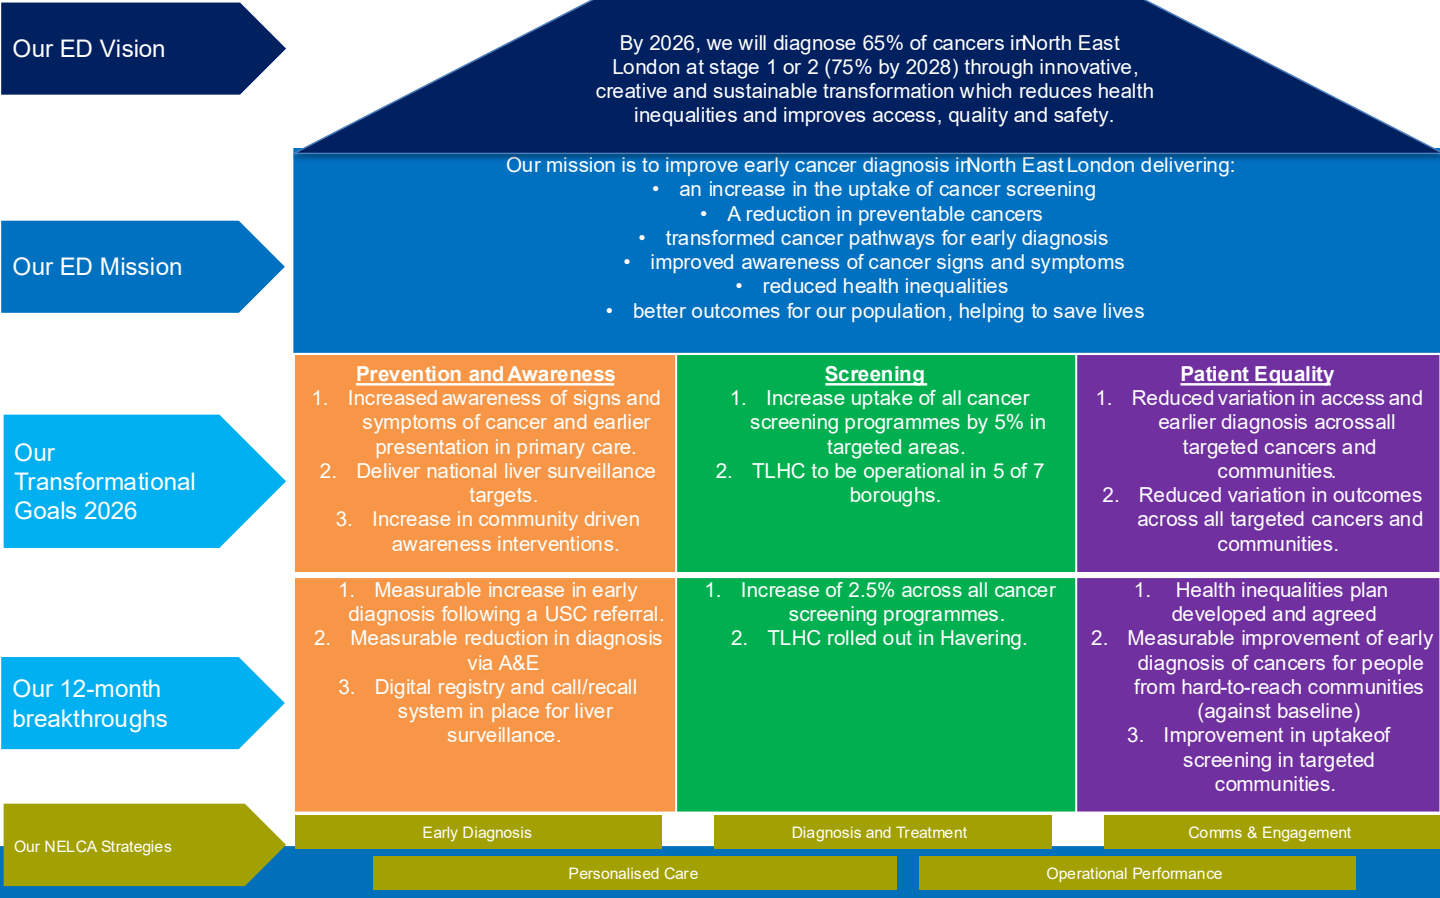 Our ED Vision
By 2026, we will diagnose 65% of cancers in North East
London at stage 1 or 2 (75% by 2028) through innovative,
creative and sustainable transformation which reduces health
inequalities and improves access, quality and safety.
Our ED Mission
Our mission is to improve early cancer diagnosis in North East London delivering:
• an increase in the uptake of cancer screening
• A reduction in preventable cancers
• transformed cancer pathways for early diagnosis
• improved awareness of cancer signs and symptoms
• reduced health inequalities
• better outcomes for our population, helping to save lives
Our
Transformational
Goals 2026
Prevention and Awareness
1. Increased awareness of signs and
symptoms of cancer and earlier
presentation in primary care.
2. Deliver national liver surveillance
targets.
3. Increase in community driven
awareness interventions.
Screening
1. Increase uptake of all cancer
screening programmes by 5% in
targeted areas.
2. TLHC to be operational in 5 of 7
boroughs.
Patient Equality
1. Reduced variation in access and
earlier diagnosis across all
targeted cancers and
communities.
2. Reduced variation in outcomes
across all targeted cancers and
communities.
Our 12-month
breakthroughs
1. Measurable increase in early
diagnosis following a USC referral.
2. Measurable reduction in diagnosis
via A&E
3. Digital registry and call/recall
system in place for liver
surveillance.
1. Increase of 2.5% across all cancer
screening programmes.
2. TLHC rolled out in Havering.
1. Health inequalities plan
developed and agreed
2. Measurable improvement of early
diagnosis of cancers for people
from hard-to-reach communities
(against baseline)
3. Improvement in uptake of
screening in targeted
communities.
Our NELCA Strategies
Early Diagnosis
Diagnosis and Treatment
Comms & Engagement
Personalised Care
Operational Performance